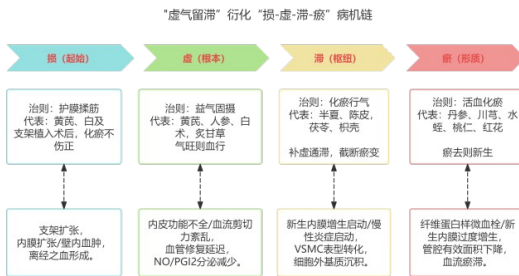 "虚气留滞" 衍化 "损-虚-滞-瘀" 病机链
损（起始）
虚（根本）
滞（枢纽）
瘀（形质）
治则：护膜揉筋
代表：黄芪、白及
支架植入术后，化瘀不
伤正
治则：益气固摄
代表：黄芪、人参、白
术，炙甘草
气旺则血行
治则：化瘀行气
代表：半夏、陈皮，
茯苓、枳壳
补虚通滞，截断瘀变
治则：活血化瘀
代表：丹参、川芎、水
蛭、桃仁、红花
瘀去则新生
支架扩张，
内膜扩张/壁内血肿，
离经之血形成。
内皮功能不全/血流剪切
力紊乱，
血管修复延迟，
NO/PGI2分泌减少。
新生内膜增生启动/慢
性炎症启动，
VSMC表型转化，
细胞外基质沉积。
纤维蛋白样微血栓/新
生内膜过度增生，
管腔有效面积下降，
血流瘀滞。